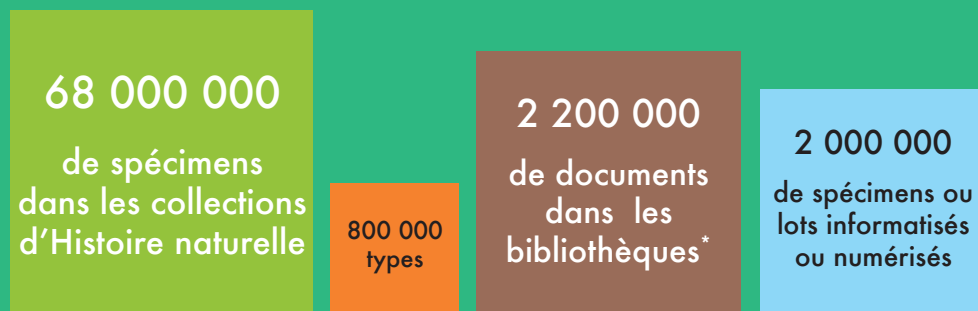 68 000 000
de spécimens
dans les collections
d’Histoire naturelle
800 000
types
2 200 000
de documents
dans les
bibliothèques*
2 000 000
de spécimens ou
lots informatisés
ou numérisés